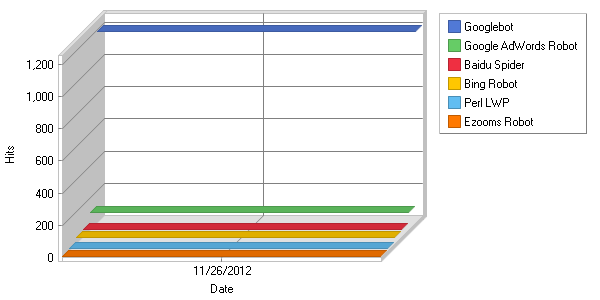 Googlebot
Google AdWords Robot
Baidu Spider
Bing Robot
Perl LWP
Ezooms Robot
1,200
1,000
800
600
400
200
0
Hits
11/26/2012
Date